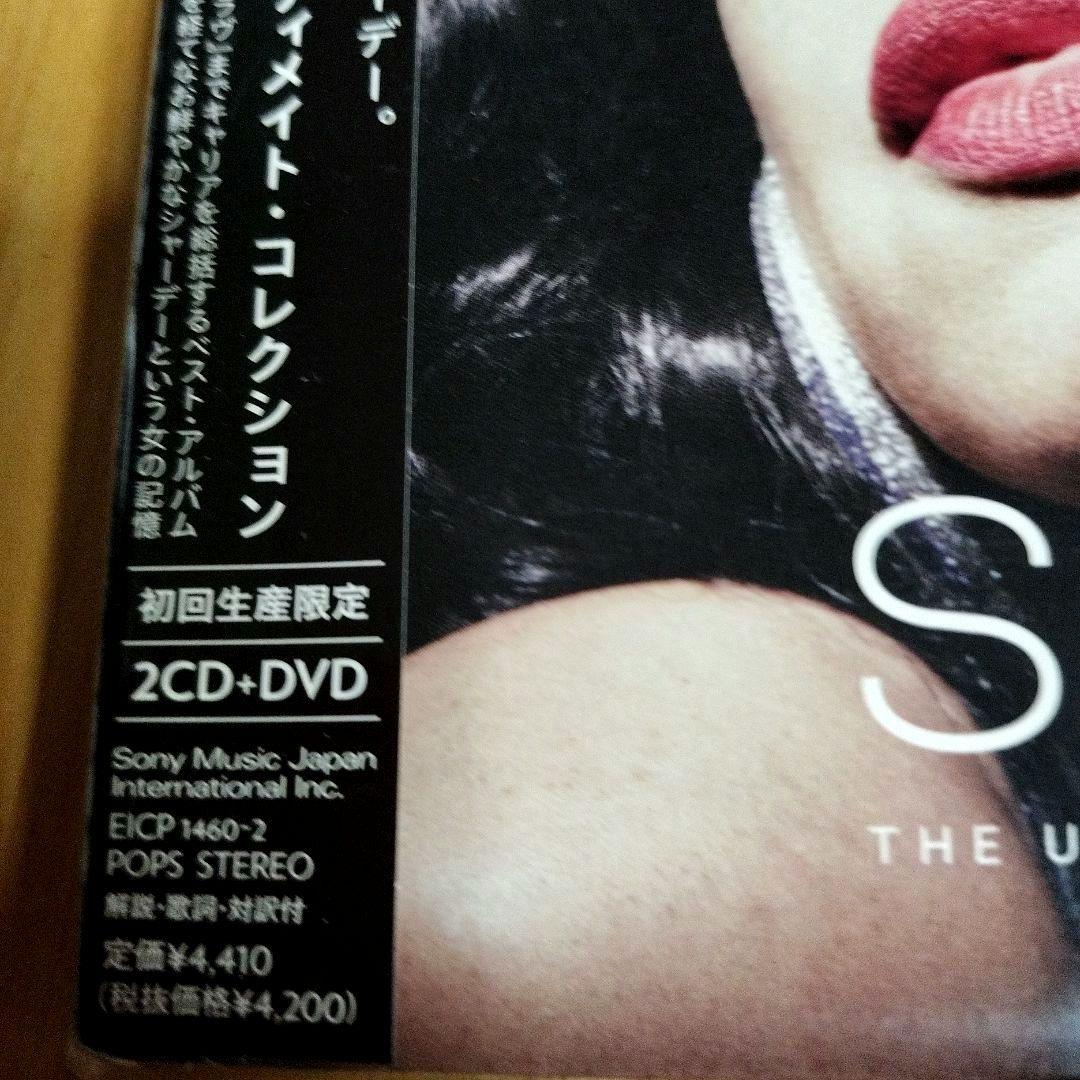 ーデー。
ィメイト・コレクション
ラヴ】までキャリアを総括するベスト・アルバム
なお鮮やかなシャーデーという女の記憶
初回生産限定
2CD+DVD
Sony Music Japan
International Inc.
EICP 1460-2
POPS STEREO
解説・歌詞・対訳付
定価¥4,410
(税抜価格¥4,200)
S
THE U